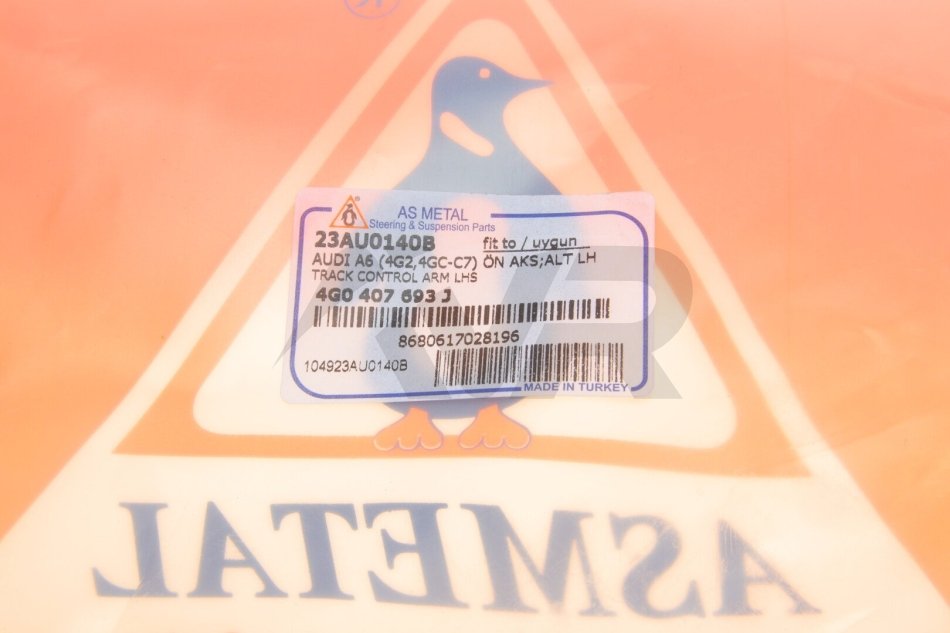 AS METAL
Steering & Suspension Parts
23AU0140B fit to / uygun
AUDI A6 (4G2,4GC-C7) ÖN AKS;ALT LH
TRACK CONTROL ARM LHS
4G0 407 693 J
8680617028196
104923AU0140B
MADE IN TURKEY
AVR
ASMETAL